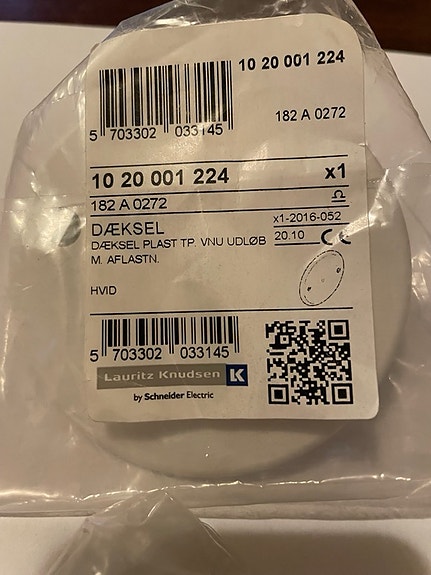 10 20 001 224
5 703302 033145
182 A 0272
10 20 001 224 x1
182 A 0272
DÆKSEL
x1-2016-052
DÆKSEL PLAST TP. VNU UDLØB
20.10 CE
M. AFLASTN.
HVID
5 703302 033145
Lauritz Knudsen K
by Schneider Electric